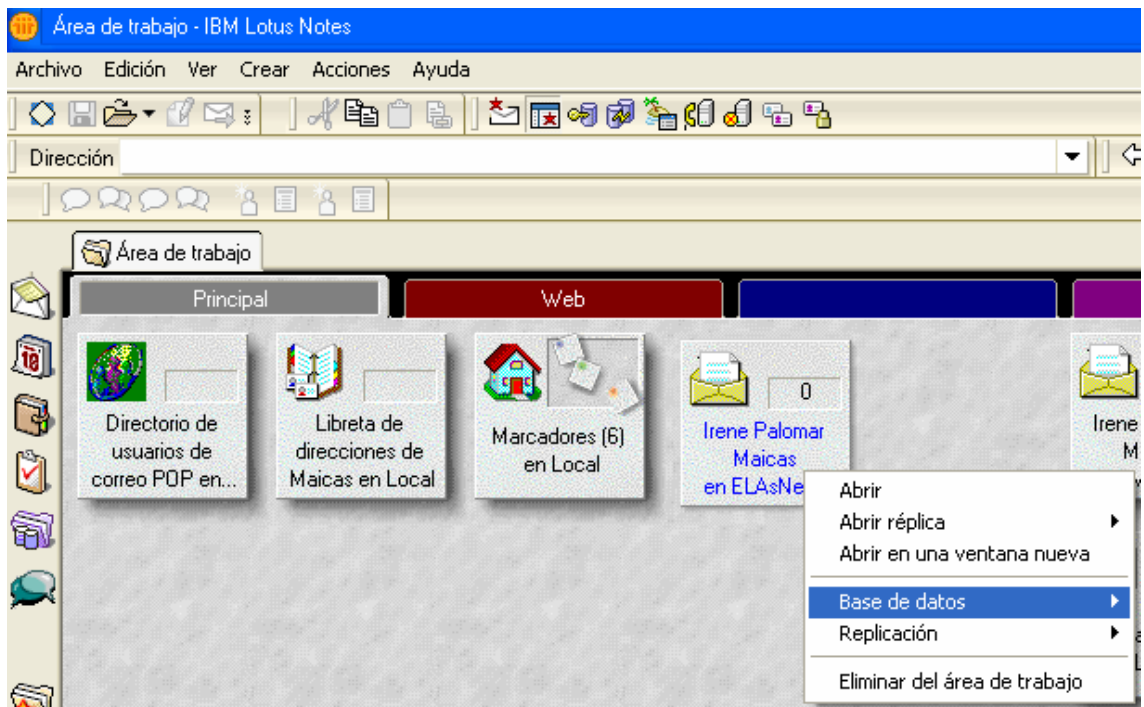 Área de trabajo - IBM Lotus Notes
Archivo Edición Ver Crear Acciones Ayuda
Dirección
Área de trabajo
Principal Web
Directorio de
usuarios de
correo POP en...
Libreta de
direcciones de
Maicas en Local
Marcadores (6)
en Local
0
Irene Palomar
Maicas
en ELAsNe
Irene
M
Abrir
Abrir réplica
Abrir en una ventana nueva
Base de datos
Replicación
Eliminar del área de trabajo